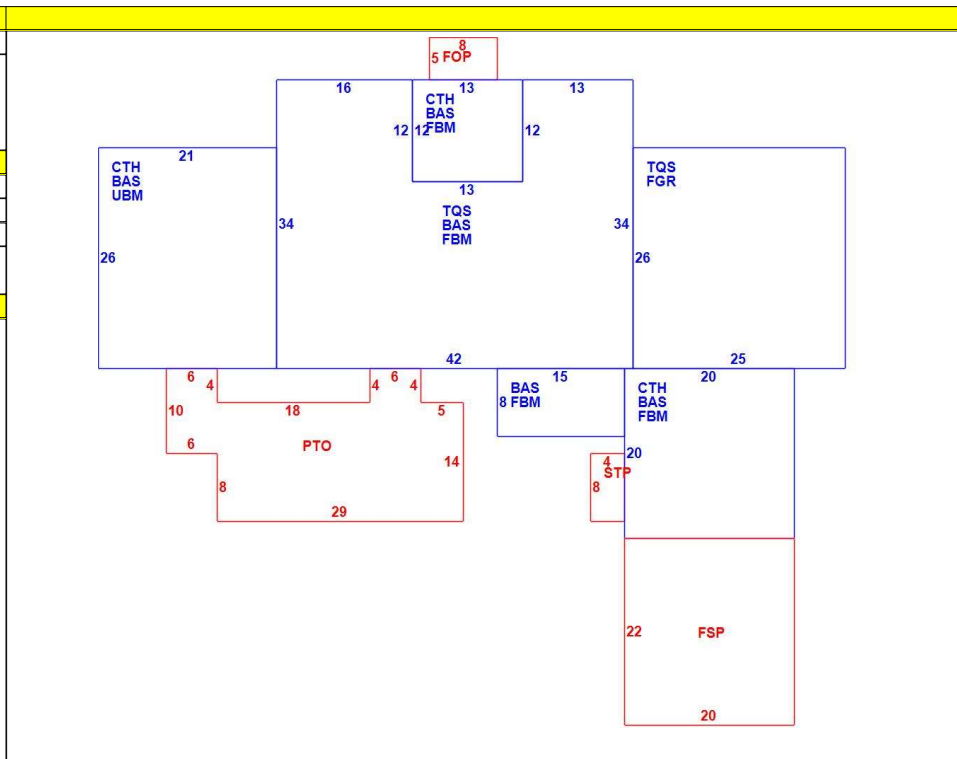 8
5 FOP
16
13
13
CTH
BAS
FBM
12
12
12
13
21
CTH
BAS
UBM
26
34
TQS
BAS
FBM
34
TQS
FGR
26
42
25
6
4
18
4
6
4
5
10
6
8
PTO
14
29
15
8
BAS
FBM
20
CTH
BAS
FBM
20
4
STP
8
22
FSP
20